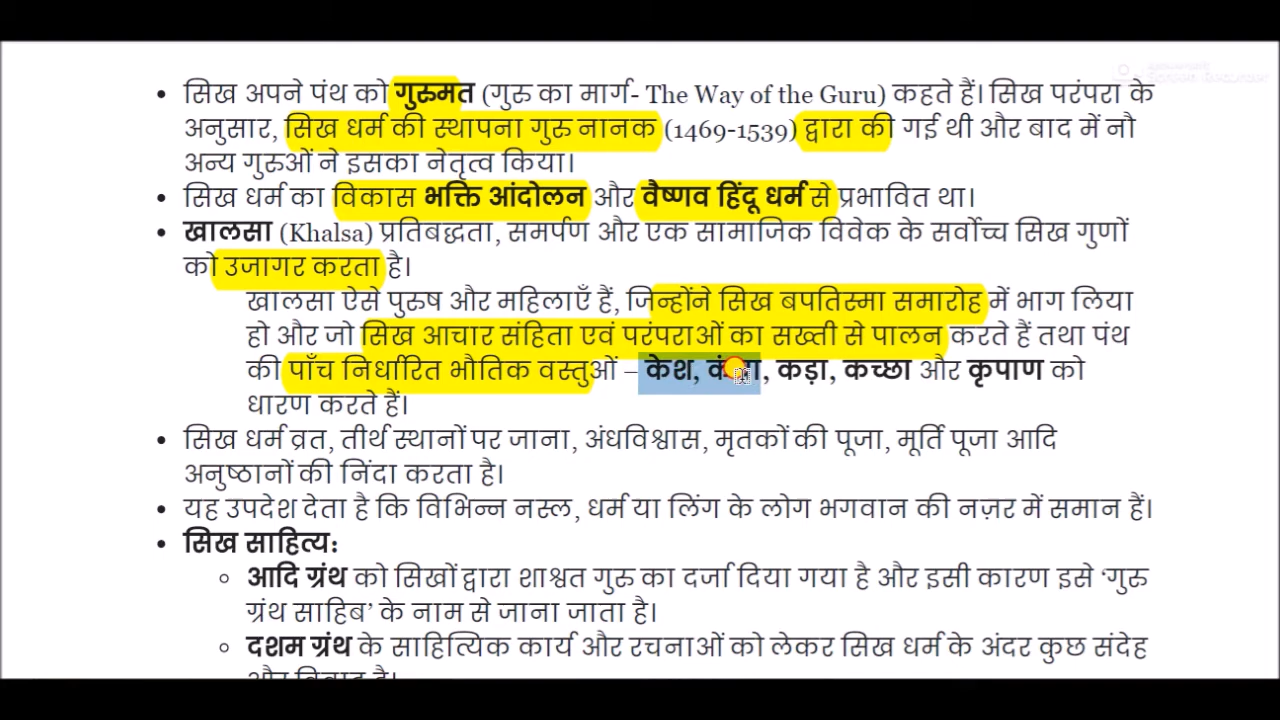 सिख अपने पंथ को गुरुमत (गुरु का मार्ग- The Way of the Guru) कहते हैं। सिख परंपरा के
अनुसार, सिख धर्म की स्थापना गुरु नानक (1469-1539) द्वारा की गई थी और बाद में नौ
अन्य गुरुओं ने इसका नेतृत्व किया।
सिख धर्म का विकास भक्ति आंदोलन और वैष्णव हिंदू धर्म से प्रभावित था।
खालसा (Khalsa) प्रतिबद्धता, समर्पण और एक सामाजिक विवेक के सर्वोच्च सिख गुणों
को उजागर करता है।
खालसा ऐसे पुरुष और महिलाएँ हैं, जिन्होंने सिख बपतिस्मा समारोह में भाग लिया
हो और जो सिख आचार संहिता एवं परंपराओं का सख्ती से पालन करते हैं तथा पंथ
की पाँच निर्धारित भौतिक वस्तुओं – केश, कड़ा, कच्छा और कृपाण को
धारण करते हैं।
सिख धर्म व्रत, तीर्थ स्थानों पर जाना, अंधविश्वास, मृतकों की पूजा, मूर्ति पूजा आदि
अनुष्ठानों की निंदा करता है।
यह उपदेश देता है कि विभिन्न नस्ल, धर्म या लिंग के लोग भगवान की नज़र में समान हैं।
सिख साहित्यः
आदि ग्रंथ को सिखों द्वारा शाश्वत गुरु का दर्जा दिया गया है और इसी कारण इसे ‘गुरु
ग्रंथ साहिब’ के नाम से जाना जाता है।
दशम ग्रंथ के साहित्यिक कार्य और रचनाओं को लेकर सिख धर्म के अंदर कुछ संदेह